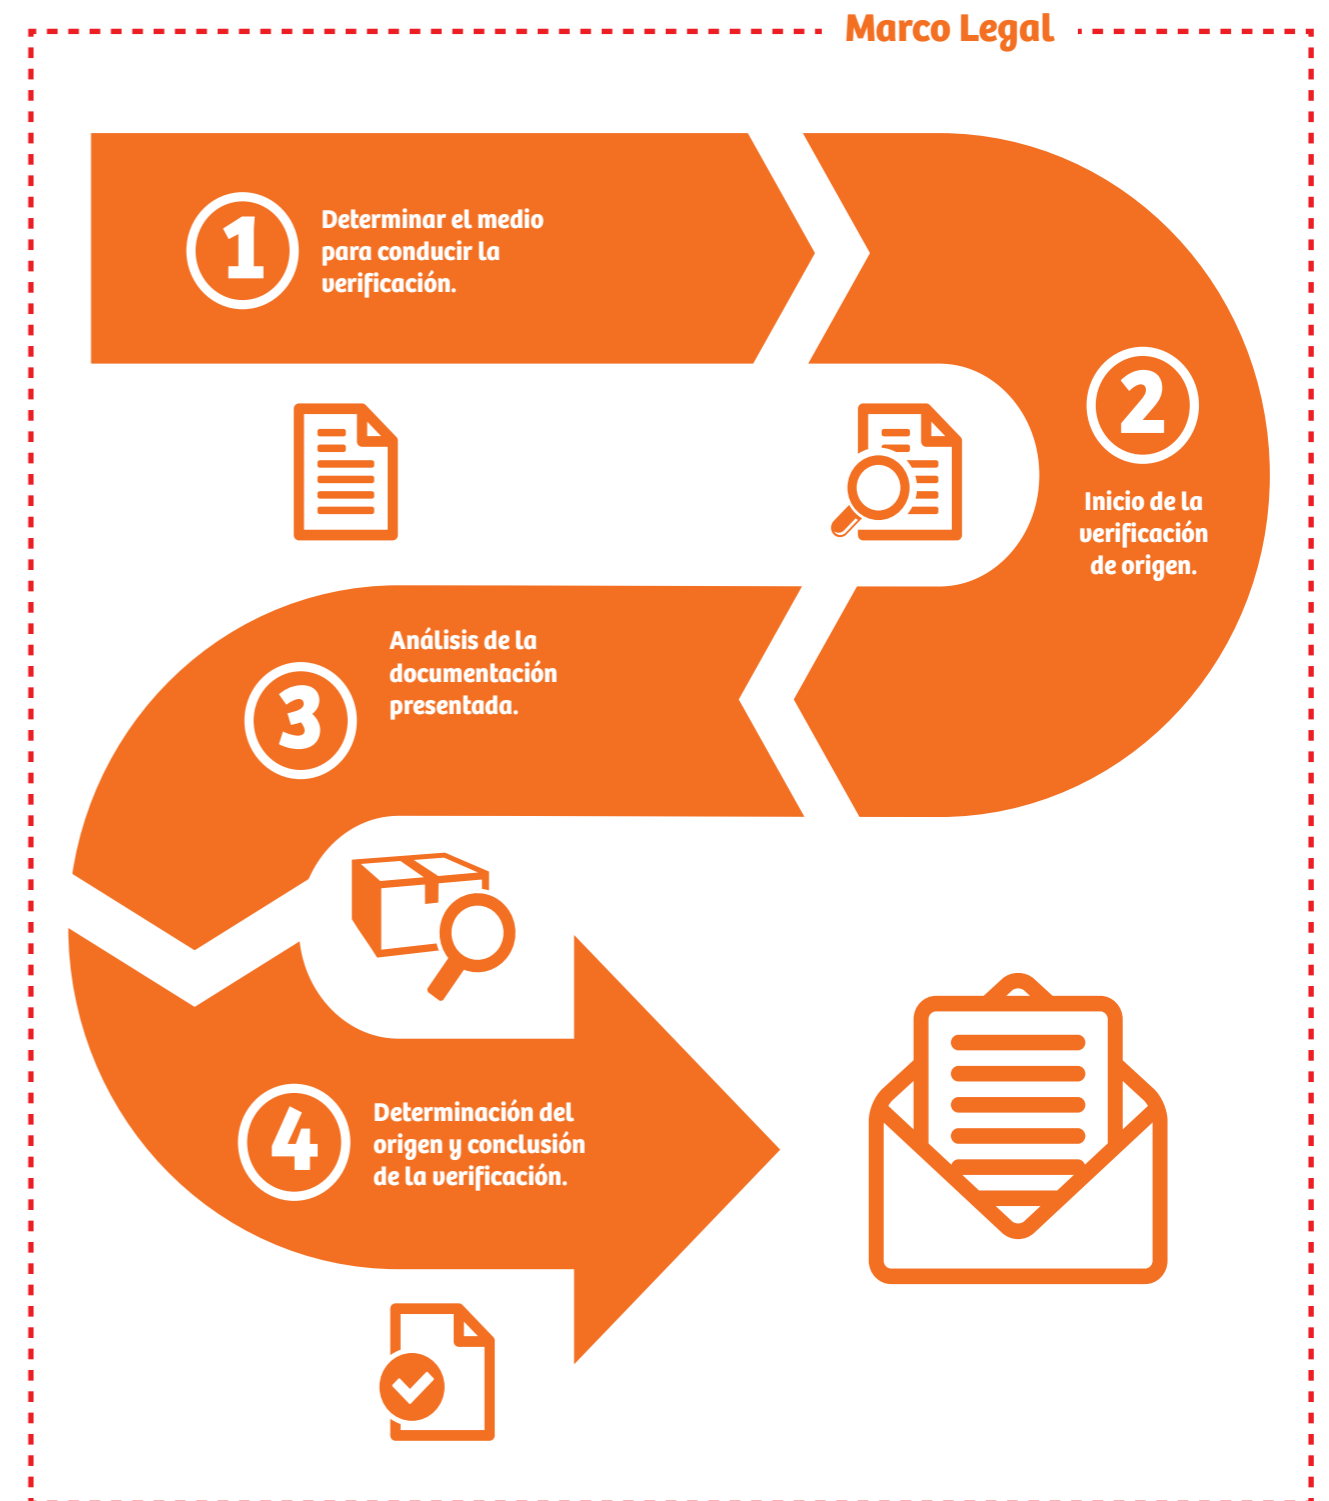 Marco Legal
1
Determinar el medio
para conducir la
verificación.
2
Inicio de la
verificación
de origen.
3
Análisis de la
documentación
presentada.
4
Determinación del
origen y conclusión
de la verificación.